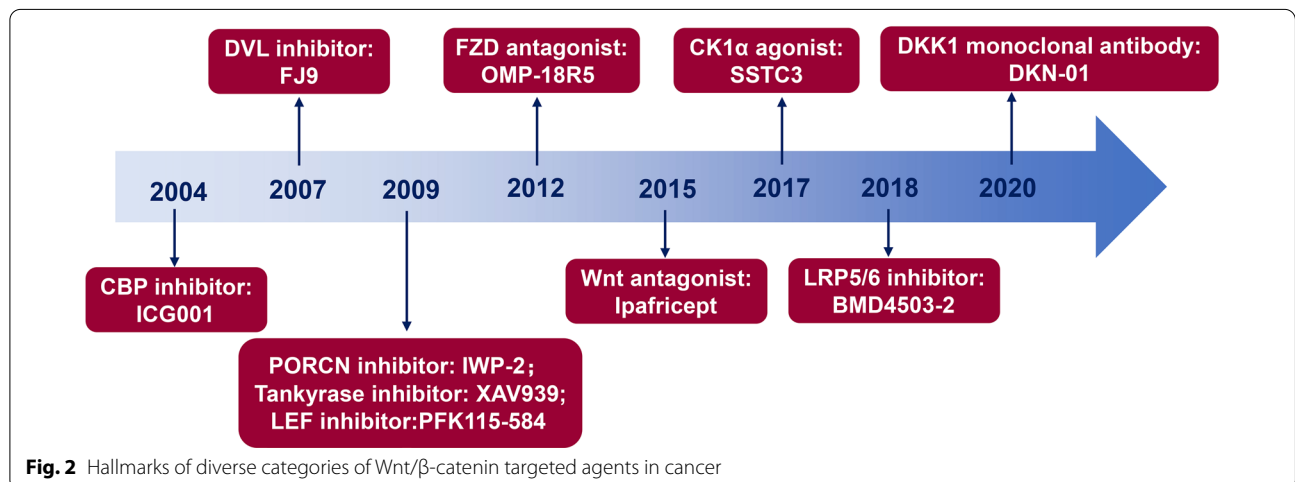 DVL inhibitor:
FJ9
FZD antagonist:
OMP-18R5
CK1α agonist:
SSTC3
DKK1 monoclonal antibody:
DKN-01
2004
2007
2009
2012
2015
2017
2018
2020
CBP inhibitor:
ICG001
PORCN inhibitor: IWP-2;
Tankyrase inhibitor: XAV939;
LEF inhibitor:PFK115-584
Wnt antagonist:
Ipafricept
LRP5/6 inhibitor:
BMD4503-2
Fig. 2 Hallmarks of diverse categories of Wnt/β-catenin targeted agents in cancer